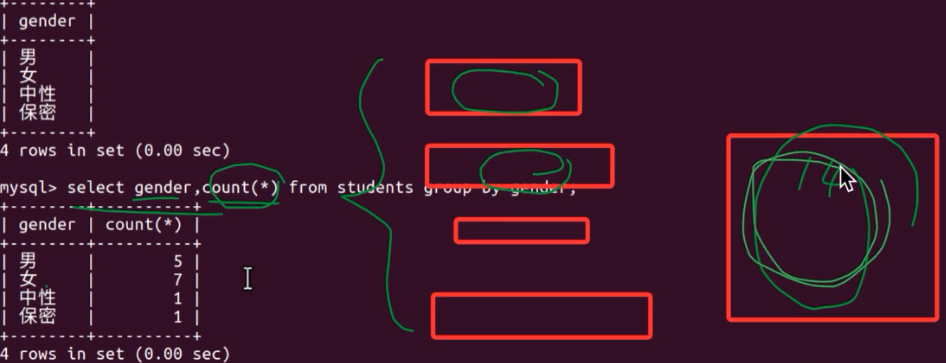 +--------+
| gender |
+--------+
| 男 |
| 女 |
| 中性 |
| 保密 |
+--------+
4 rows in set (0.00 sec)
mysql> select gender,count(*) from students group by gender;
+--------+----------+
| gender | count(*) |
+--------+----------+
| 男 | 5 |
| 女 | 7 |
| 中性 | 1 |
| 保密 | 1 |
+--------+----------+
4 rows in set (0.00 sec)
14